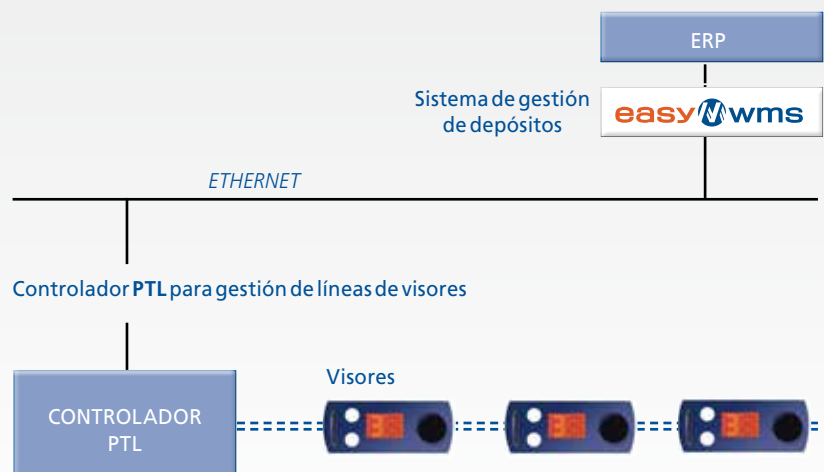 ERP
Sistema de gestión
de depósitos
easy wms
ETHERNET
Controlador PTL para gestión de líneas de visores
Visores
CONTROLADOR
PTL